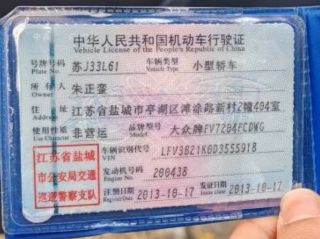 中华人民共和国机动车行驶证
Vehicle License of the People's Republic of China
号牌号码 苏J33L61 车辆类型 小型轿车
Plate No. Vehicle Type
所有人 朱正銮
Owner
住址 江苏省盐城市亭湖区滩涂路新村2幢404室
Address
使用性质 非营运 品牌型号 大众牌FV7204FCDWG
Use Character Model
江苏省盐城 车辆识别代号 LFV3B21K0D3555918
VIN
市公安局交通 发动机号码 200438
Engine No.
巡逻警察支队 注册日期 2013-10-17 发证日期 2013-10-17
Register Date Issue Date